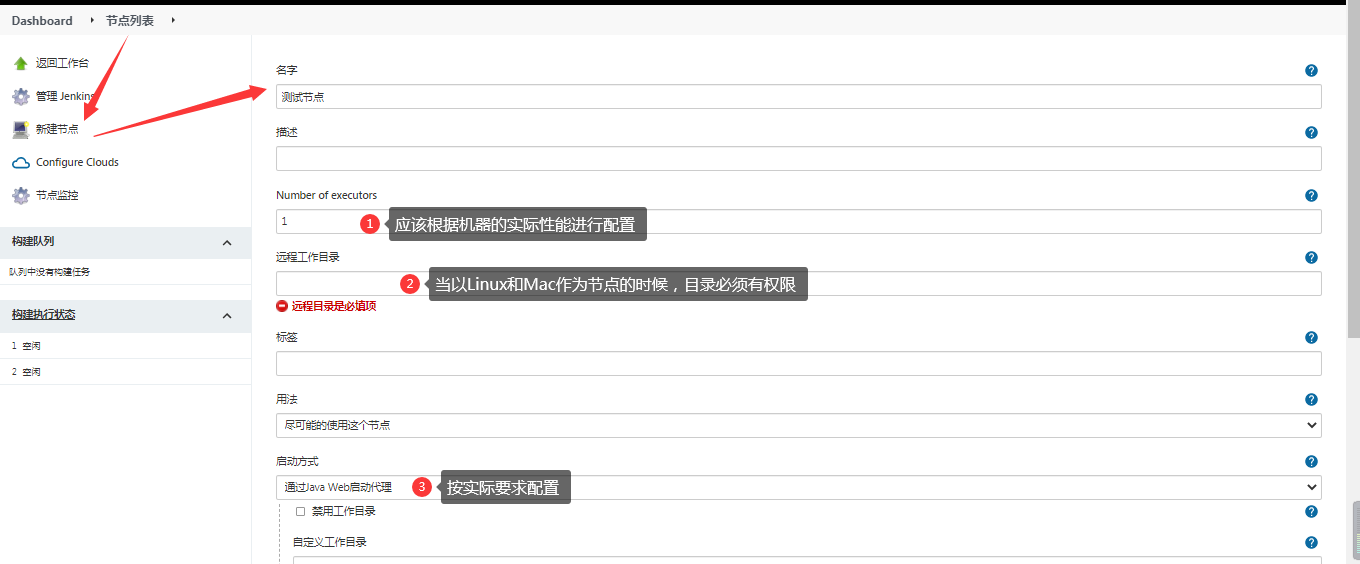 Dashboard 节点列表
返回工作台
管理 Jenkins
新建节点
Configure Clouds
节点监控
构建队列
队列中没有构建任务
构建执行状态
1 空闲
2 空闲
名字
测试节点
描述
Number of executors
1
1 应该根据机器的实际性能进行配置
远程工作目录
2 当以Linux和Mac作为节点的时候，目录必须有权限
远程目录是必填项
标签
用法
尽可能的使用这个节点
启动方式
通过Java Web启动代理
3 按实际要求配置
禁用工作目录
自定义工作目录